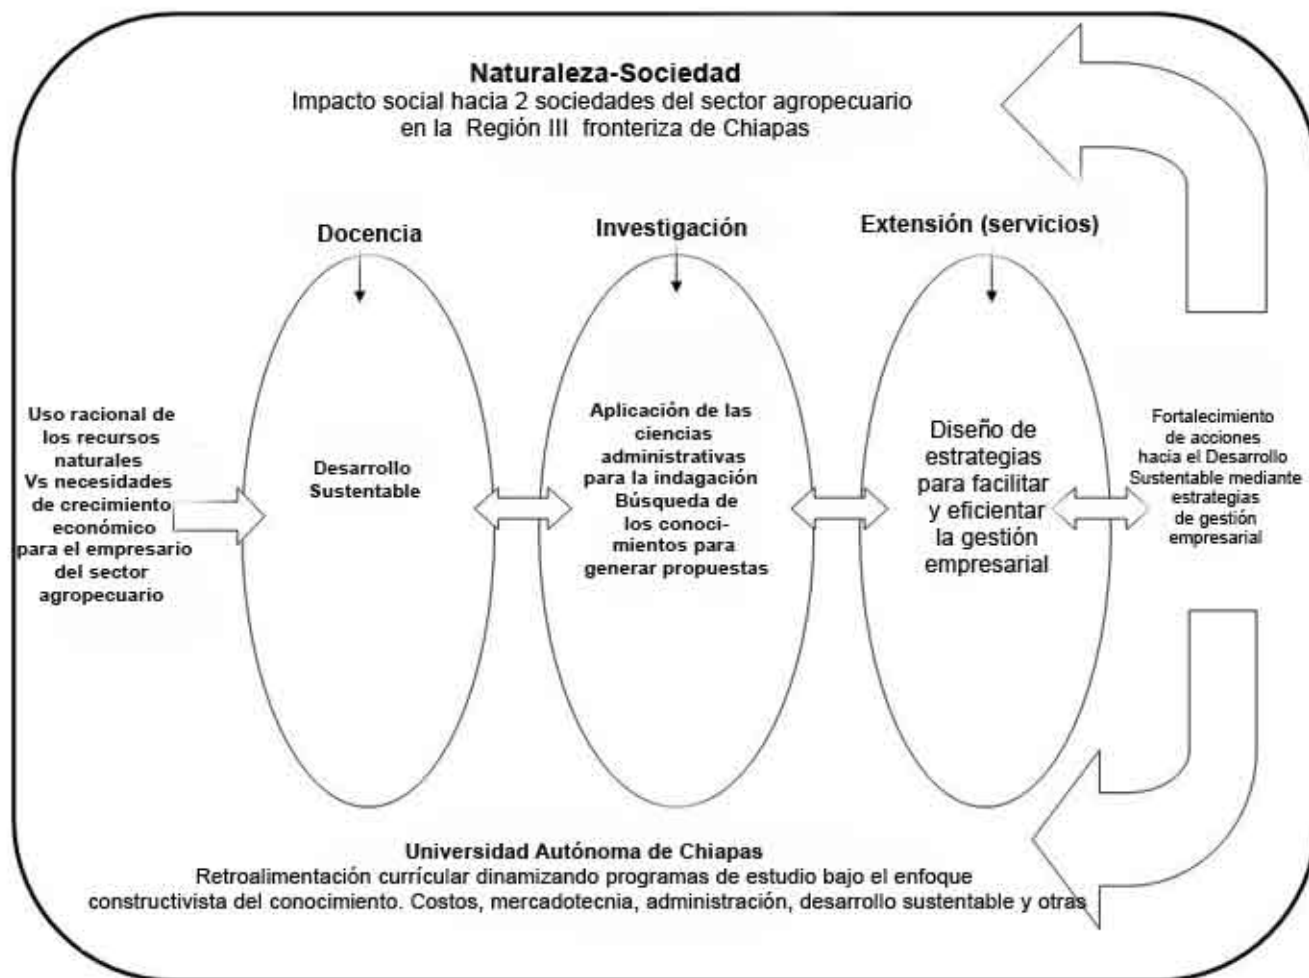 Naturaleza-Sociedad
Impacto social hacia 2 sociedades del sector agropecuario
en la Región III fronteriza de Chiapas
Docencia
Investigación
Extensión (servicios)
Uso racional de
los recursos
naturales
Vs necesidades
de crecimiento
económico
para el empresario
del sector
agropecuario
Desarrollo
Sustentable
Aplicación de las
ciencias
administrativas
para la indagación
Búsqueda de
los conoci-
mientos para
generar propuestas
Diseño de
estrategias
para facilitar
y eficientar
la gestión
empresarial
Fortalecimiento
de acciones
hacia el Desarrollo
Sustentable mediante
estrategias
de gestión
empresarial
Universidad Autónoma de Chiapas
Retroalimentación currícular dinamizando programas de estudio bajo el enfoque
constructivista del conocimiento. Costos, mercadotecnia, administración, desarrollo sustentable y otras